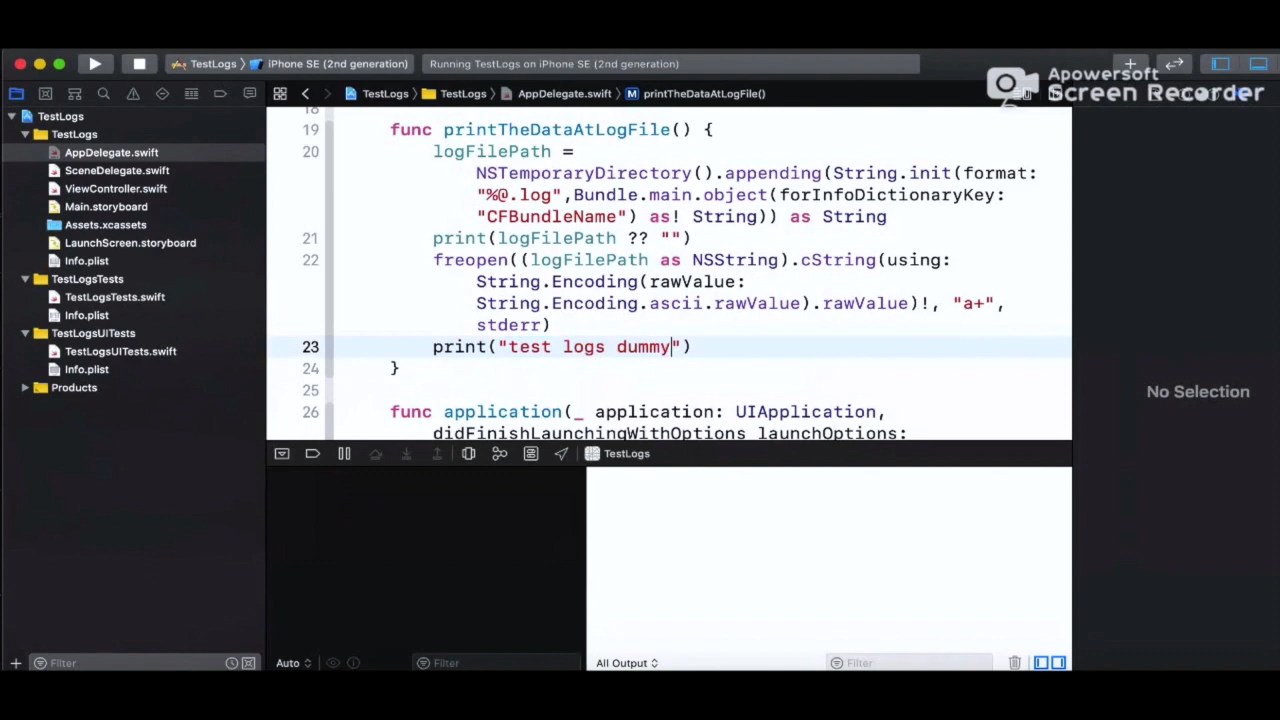 Apowersoft
Screen Recorder
TestLogs
iPhone SE (2nd generation)
Running TestLogs on iPhone SE (2nd generation)
TestLogs
TestLogs
AppDelegate.swift
printTheDataAtLogFile()
TestLogs
TestLogs
AppDelegate.swift
SceneDelegate.swift
ViewController.swift
Main.storyboard
Assets.xcassets
LaunchScreen.storyboard
Info.plist
TestLogsTests
TestLogsTests.swift
Info.plist
TestLogsUITests
TestLogsUITests.swift
Info.plist
Products
Filter
18
19 func printTheDataAtLogFile() {
20 logFilePath =
NSTemporaryDirectory().appending(String.init(format:
"%@.log",Bundle.main.object(forInfoDictionaryKey:
"CFBundleName") as! String)) as String
21 print(logFilePath ?? "")
22 freopen((logFilePath as NSString).cString(using:
String.Encoding(rawValue:
String.Encoding.ascii.rawValue).rawValue)!, "a+",
stderr)
23 print("test logs dummy")
24 }
25
26 func application(_ application: UIApplication,
didFinishLaunchingWithOptions launchOptions:
TestLogs
Auto
Filter
All Output
Filter
No Selection